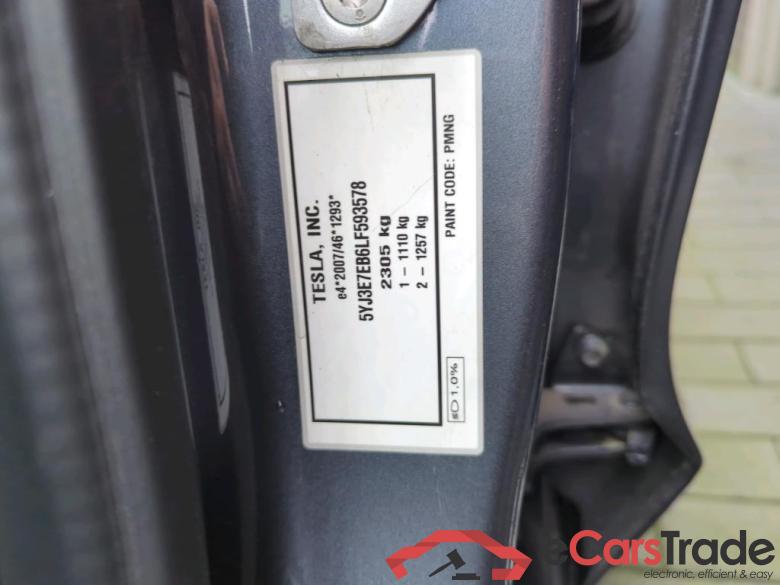 TESLA, INC.
e4*2007/46*1293*
5YJ3E7EB6LF593578
2305 kg
1 – 1110 kg
2 – 1257 kg
PAINT CODE: PMNG
1,0%
eCarsTrade
electronic, efficient & easy